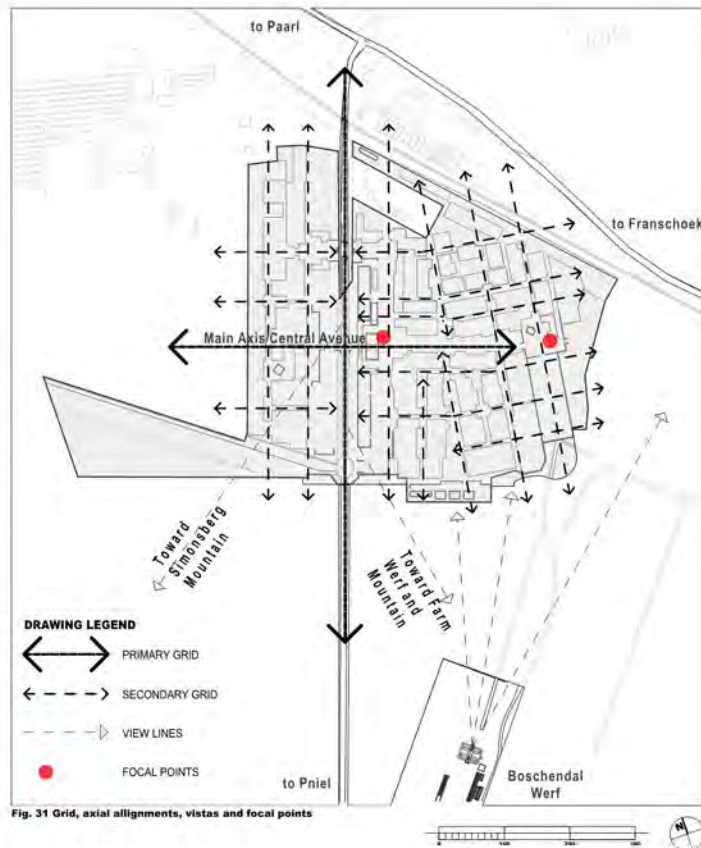 to Paarl
to Franschoek
Main Axis Central Avenue
Toward
Simonsberg
Mountain
Toward Farm
Werf and
Mountain
DRAWING LEGEND
PRIMARY GRID
SECONDARY GRID
VIEW LINES
FOCAL POINTS
to Pniel
Boschendal
Werf
Fig. 31 Grid, axial allignments, vistas and focal points
N